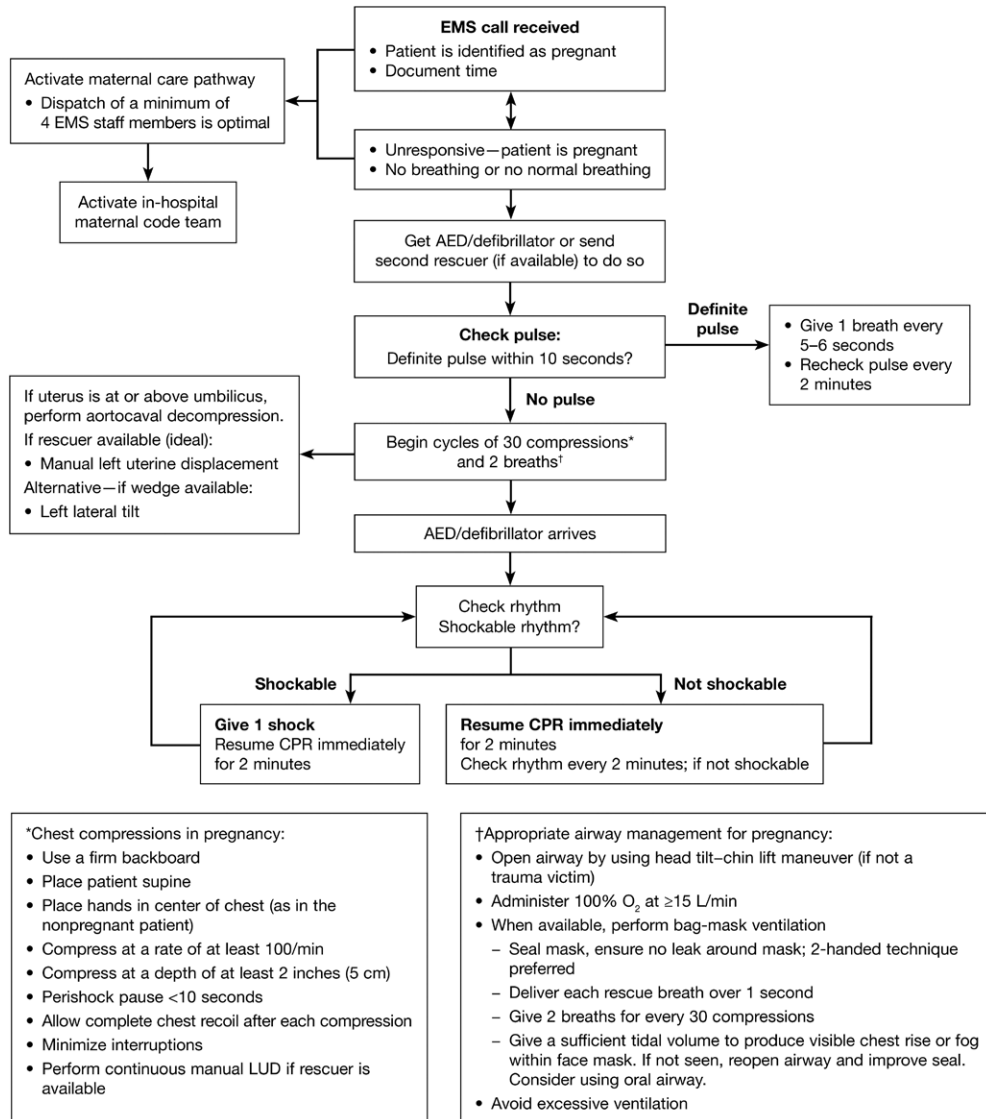 EMS call received
• Patient is identified as pregnant
• Document time
Activate maternal care pathway
• Dispatch of a minimum of
4 EMS staff members is optimal
• Unresponsive—patient is pregnant
• No breathing or no normal breathing
Activate in-hospital
maternal code team
Get AED/defibrillator or send
second rescuer (if available) to do so
Check pulse:
Definite pulse within 10 seconds?
Definite
pulse
• Give 1 breath every
5–6 seconds
• Recheck pulse every
2 minutes
No pulse
If uterus is at or above umbilicus,
perform aortocaval decompression.
If rescuer available (ideal):
• Manual left uterine displacement
Alternative—if wedge available:
• Left lateral tilt
Begin cycles of 30 compressions*
and 2 breaths†
AED/defibrillator arrives
Check rhythm
Shockable rhythm?
Shockable
Not shockable
Give 1 shock
Resume CPR immediately
for 2 minutes
Resume CPR immediately
for 2 minutes
Check rhythm every 2 minutes; if not shockable
*Chest compressions in pregnancy:
• Use a firm backboard
• Place patient supine
• Place hands in center of chest (as in the
nonpregnant patient)
• Compress at a rate of at least 100/min
• Compress at a depth of at least 2 inches (5 cm)
• Perishock pause <10 seconds
• Allow complete chest recoil after each compression
• Minimize interruptions
• Perform continuous manual LUD if rescuer is
available
†Appropriate airway management for pregnancy:
• Open airway by using head tilt–chin lift maneuver (if not a
trauma victim)
• Administer 100% O₂ at ≥15 L/min
• When available, perform bag-mask ventilation
– Seal mask, ensure no leak around mask; 2-handed technique
preferred
– Deliver each rescue breath over 1 second
– Give 2 breaths for every 30 compressions
– Give a sufficient tidal volume to produce visible chest rise or fog
within face mask. If not seen, reopen airway and improve seal.
Consider using oral airway.
• Avoid excessive ventilation